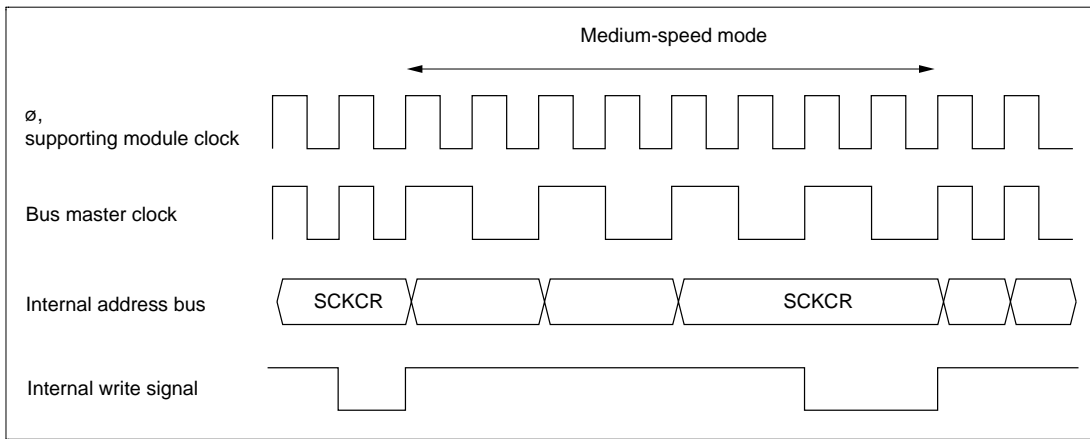 Medium-speed mode
ø,
supporting module clock
Bus master clock
Internal address bus
SCKCR
SCKCR
Internal write signal